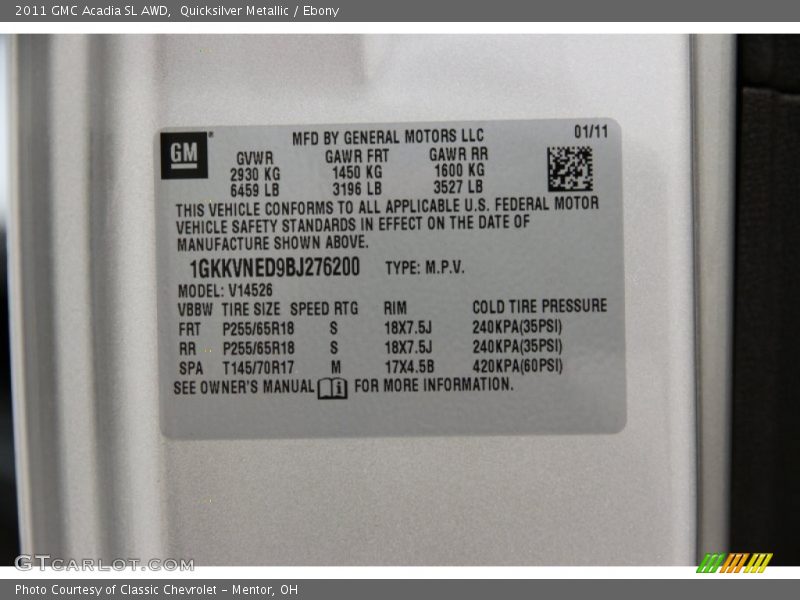 2011 GMC Acadia SL AWD,  Quicksilver Metallic / Ebony
GM®
MFD BY GENERAL MOTORS LLC 01/11
GVWR GAWR FRT GAWR RR
2930 KG 1450 KG 1600 KG
6459 LB 3196 LB 3527 LB
THIS VEHICLE CONFORMS TO ALL APPLICABLE U.S. FEDERAL MOTOR
VEHICLE SAFETY STANDARDS IN EFFECT ON THE DATE OF
MANUFACTURE SHOWN ABOVE.
1GKKVNED9BJ276200 TYPE: M.P.V.
MODEL: V14526
VBBW TIRE SIZE SPEED RTG RIM COLD TIRE PRESSURE
FRT P255/65R18 S 18X7.5J 240KPA(35PSI)
RR P255/65R18 S 18X7.5J 240KPA(35PSI)
SPA T145/70R17 M 17X4.5B 420KPA(60PSI)
SEE OWNER'S MANUAL i FOR MORE INFORMATION.
GTCARLOT.COM
Photo Courtesy of Classic Chevrolet - Mentor, OH